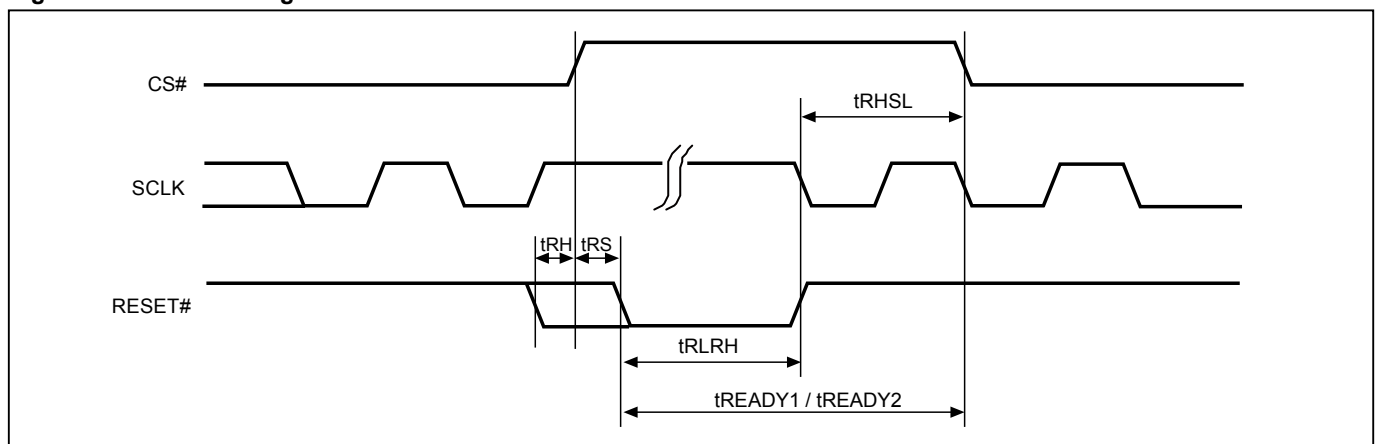 CS#
tRHSL
SCLK
tRH tRS
RESET#
tRLRH
tREADY1 / tREADY2